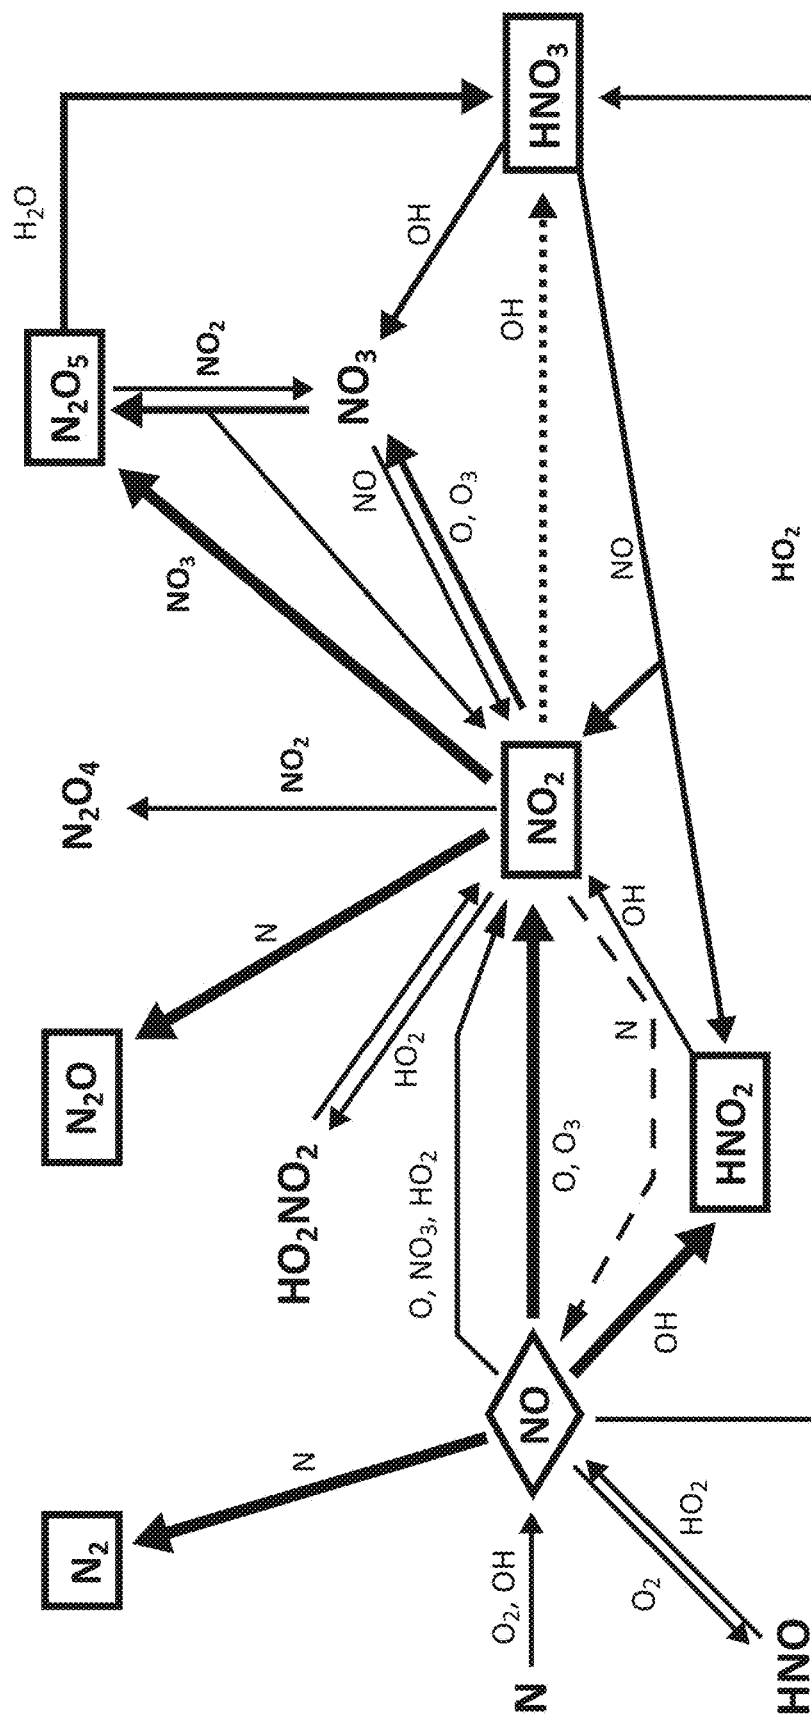 N₂
N₂O
N₂O₄
N₂O₅
H₂O
N
N
NO₂
NO₃
NO₂
HO₂NO₂
HO₂
NO₃
NO
OH
O, NO₃, HO₂
O, O₃
N
O₂, OH
NO
O, O₃
NO₂
OH
HNO₃
OH
N
OH
NO
O₂
HO₂
HNO₂
HNO
HO₂